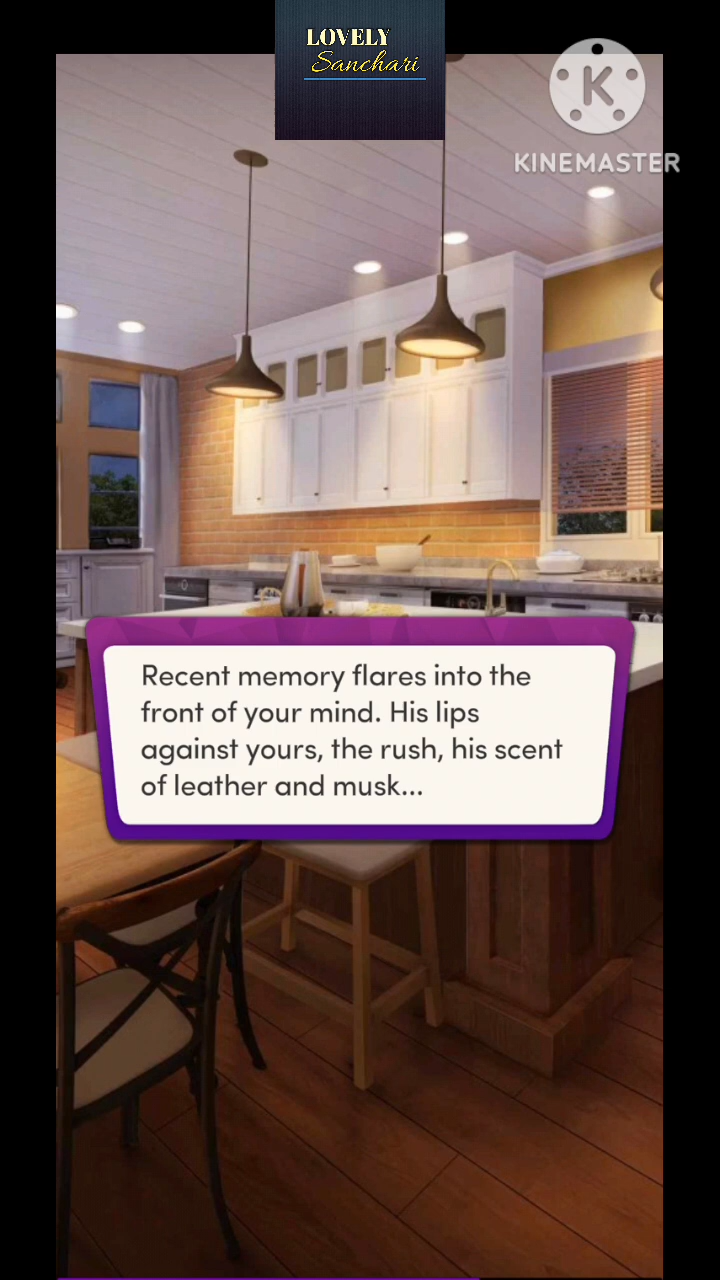 LOVELY
Sanchari
K
KINEMASTER
Recent memory flares into the
front of your mind. His lips
against yours, the rush, his scent
of leather and musk...